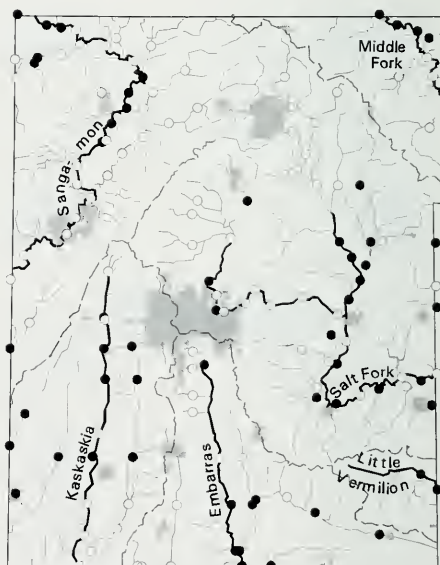 Middle
Fork
Sanga-
mon
Salt Fork
Kaskaskia
Embarras
Little
Vermilion